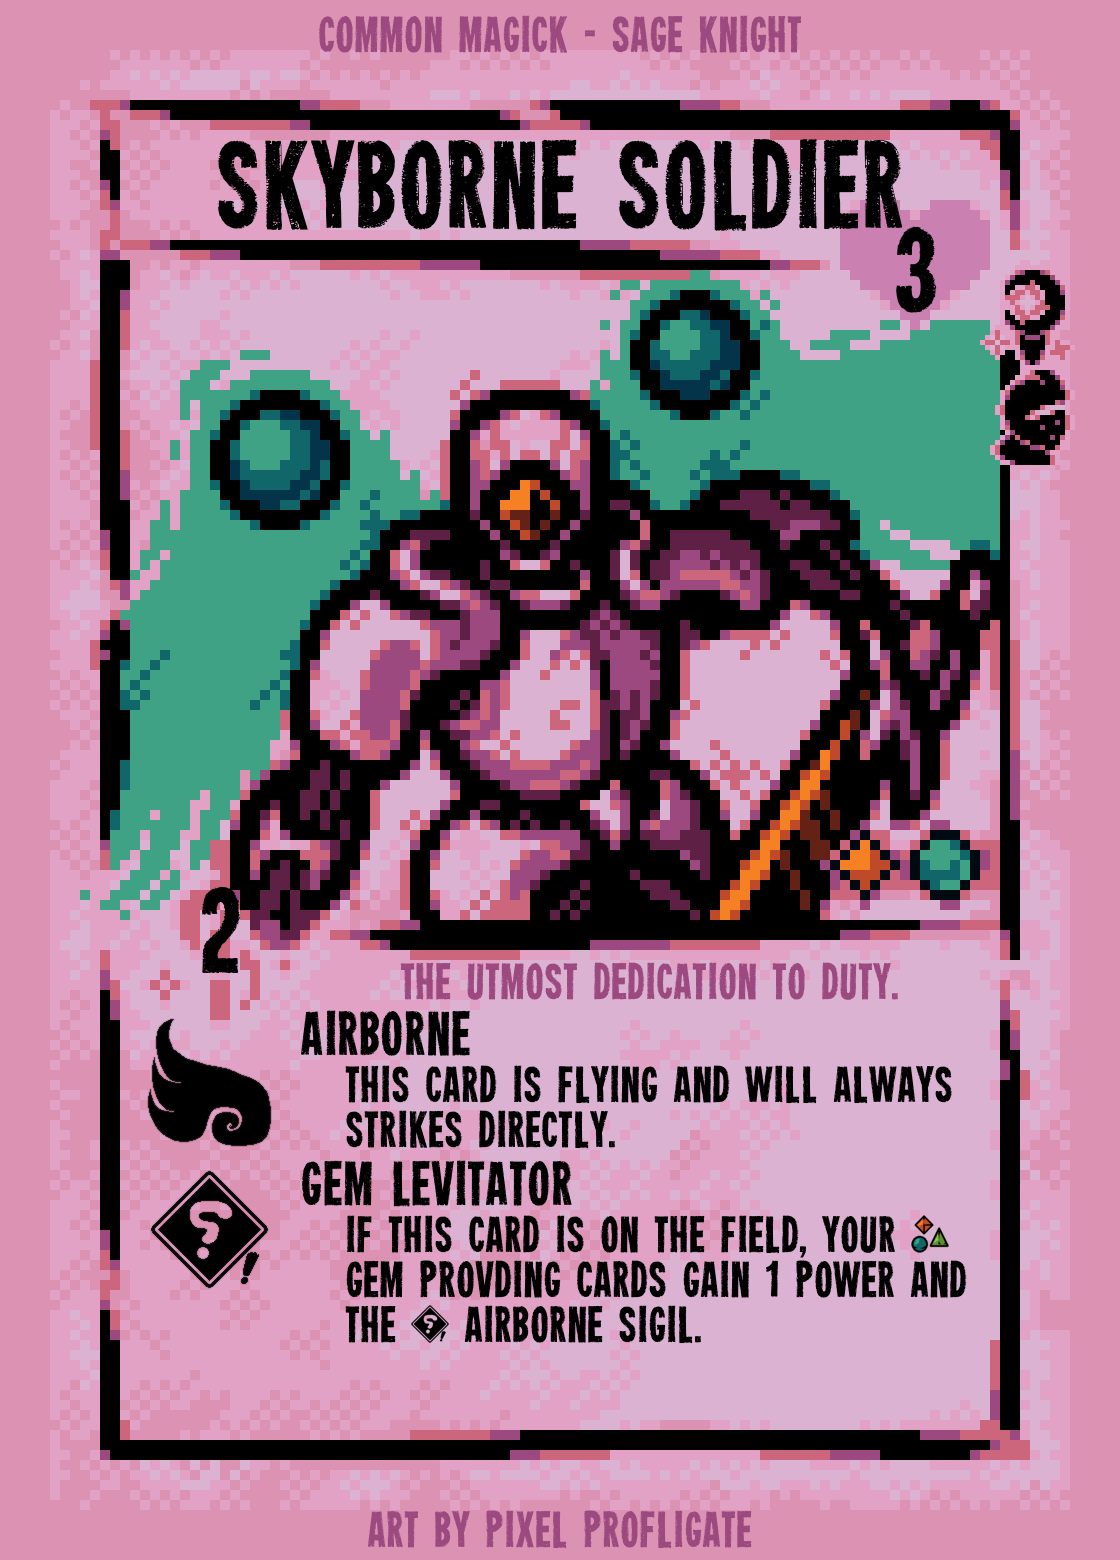 COMMON MAGICK - SAGE KNIGHT
SKYBORNE SOLDIER
3
2
THE UTMOST DEDICATION TO DUTY.
AIRBORNE
THIS CARD IS FLYING AND WILL ALWAYS
STRIKES DIRECTLY.
GEM LEVITATOR
?!
IF THIS CARD IS ON THE FIELD, YOUR
GEM PROVDING CARDS GAIN 1 POWER AND
THE ?! AIRBORNE SIGIL.
ART BY PIXEL PROFLIGATE